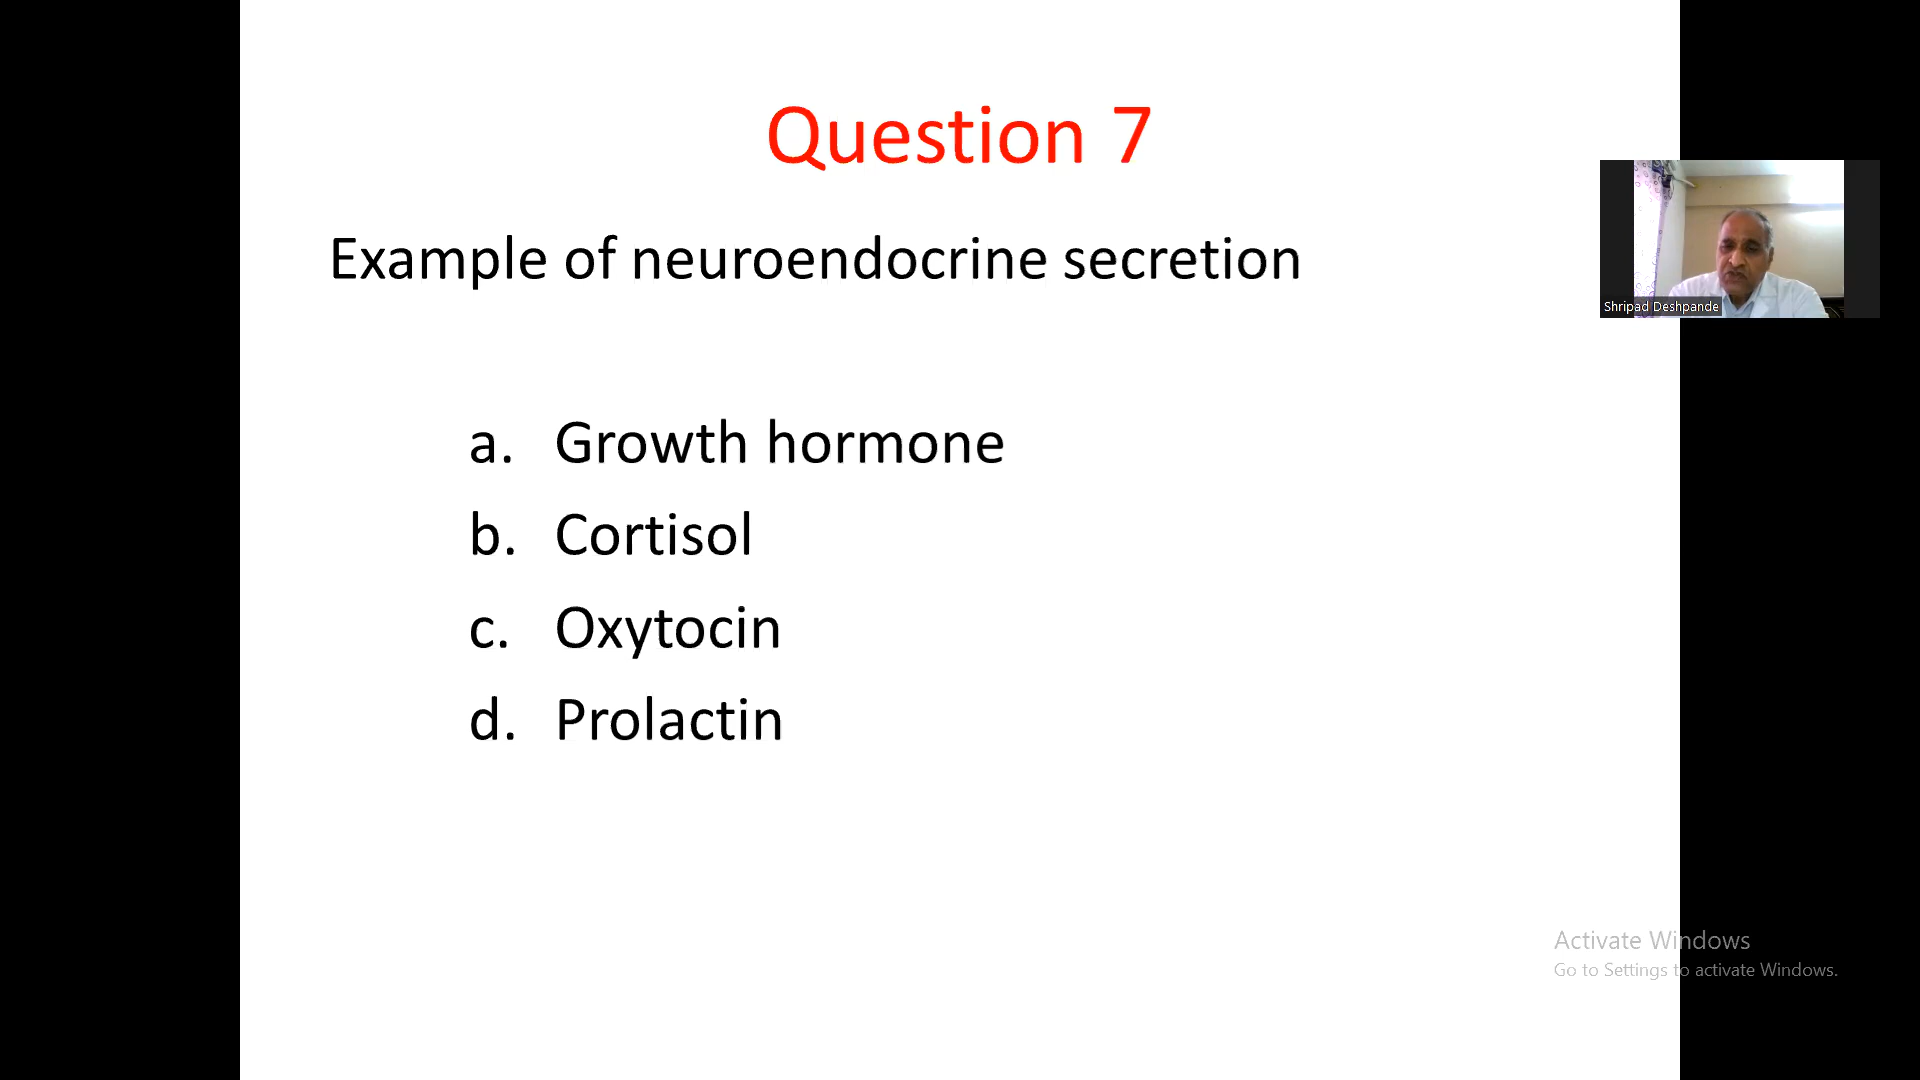 Question 7
Example of neuroendocrine secretion
Shripad Deshpande
a. Growth hormone
b. Cortisol
c. Oxytocin
d. Prolactin
Activate Windows
Go to Settings to activate Windows.